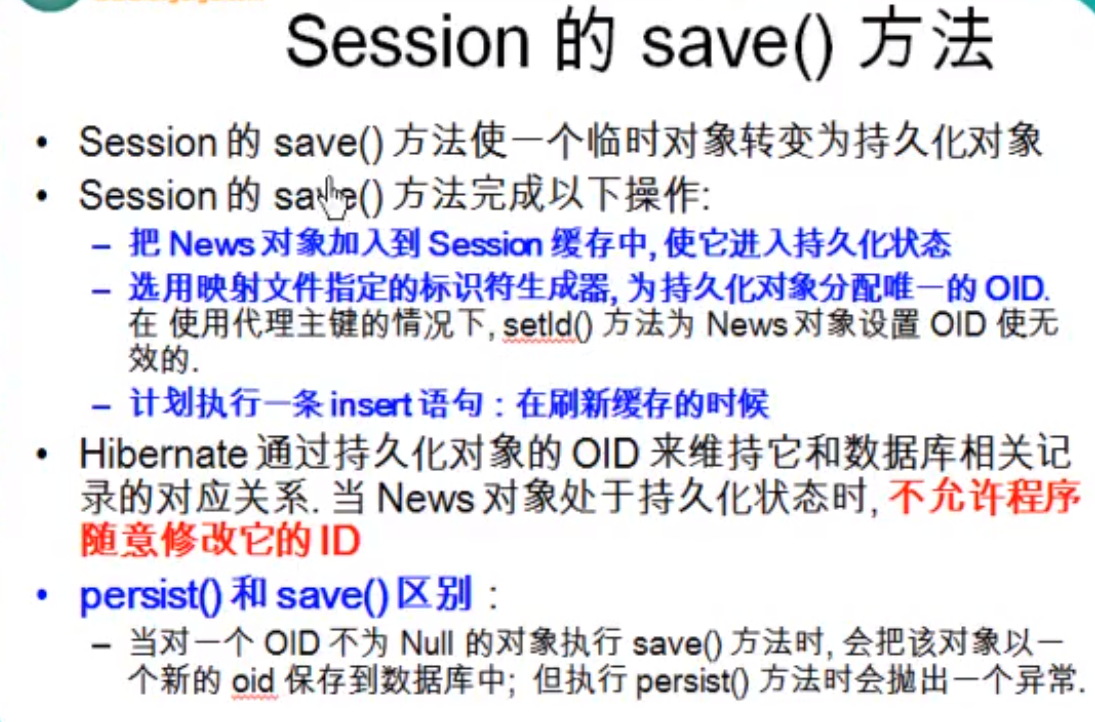 Session 的 save() 方法
• Session 的 save() 方法使一个临时对象转变为持久化对象
• Session 的 save() 方法完成以下操作:
– 把 News 对象加入到 Session 缓存中, 使它进入持久化状态
– 选用映射文件指定的标识符生成器, 为持久化对象分配唯一的 OID.
在 使用代理主键的情况下, setId() 方法为 News 对象设置 OID 使无
效的.
– 计划执行一条 insert 语句：在刷新缓存的时候
• Hibernate 通过持久化对象的 OID 来维持它和数据库相关记
录的对应关系. 当 News 对象处于持久化状态时, 不允许程序
随意修改它的 ID
• persist() 和 save() 区别：
– 当对一个 OID 不为 Null 的对象执行 save() 方法时, 会把该对象以一
个新的 oid 保存到数据库中; 但执行 persist() 方法时会抛出一个异常.